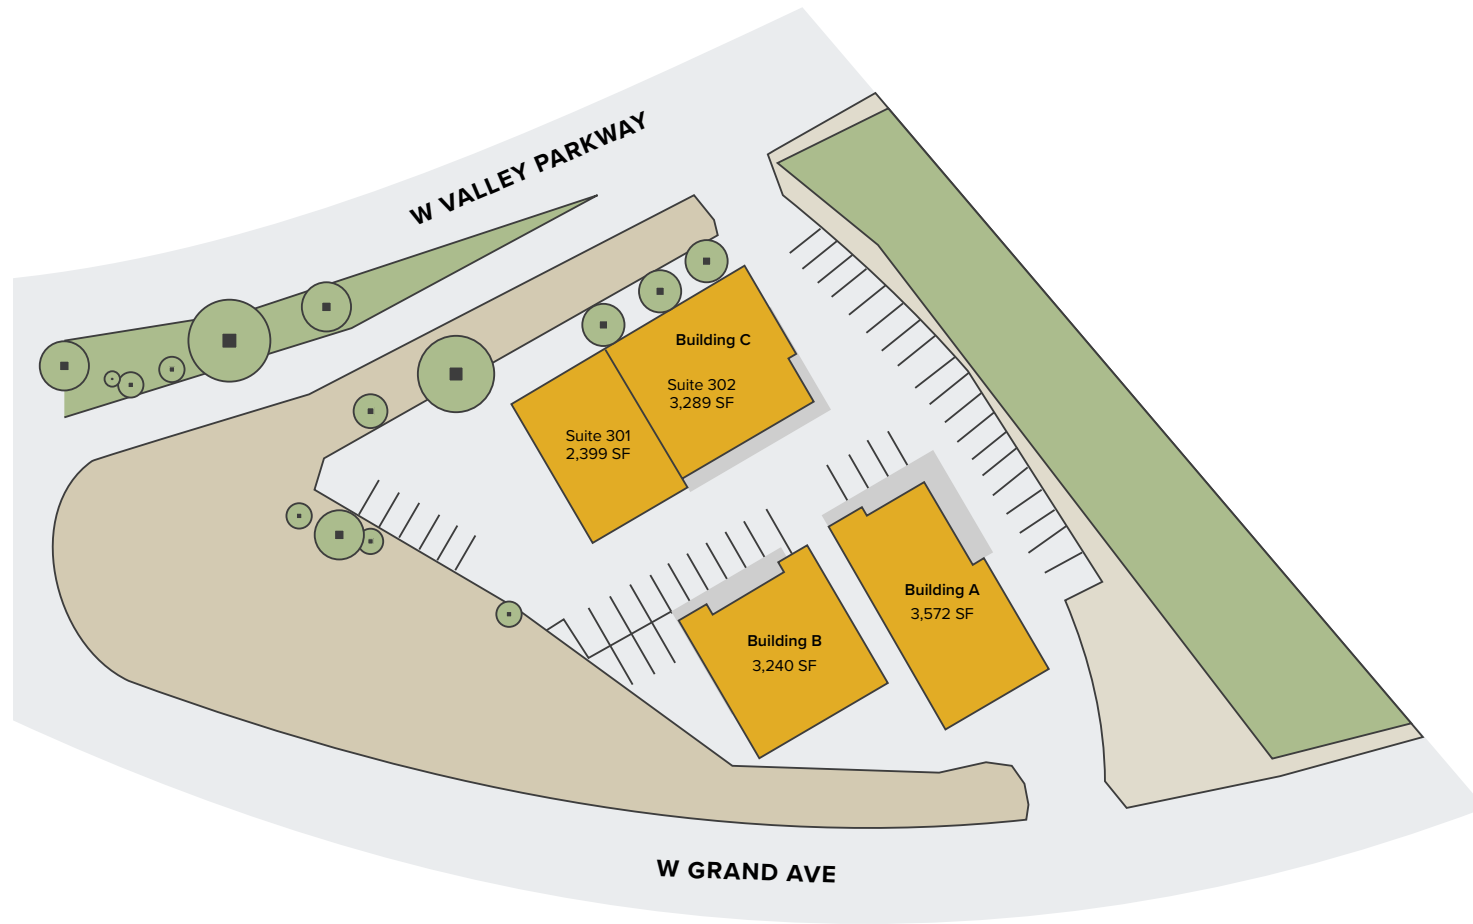 W VALLEY PARKWAY
Building C
Suite 302
3,289 SF
Suite 301
2,399 SF
Building A
3,572 SF
Building B
3,240 SF
W GRAND AVE